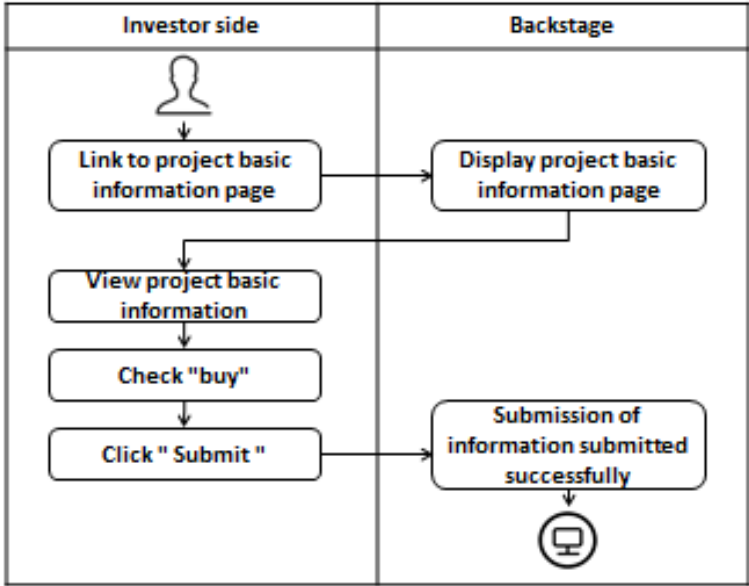 Investor side
Backstage
Link to project basic
information page
Display project basic
information page
View project basic
information
Check "buy"
Click " Submit "
Submission of
information submitted
successfully